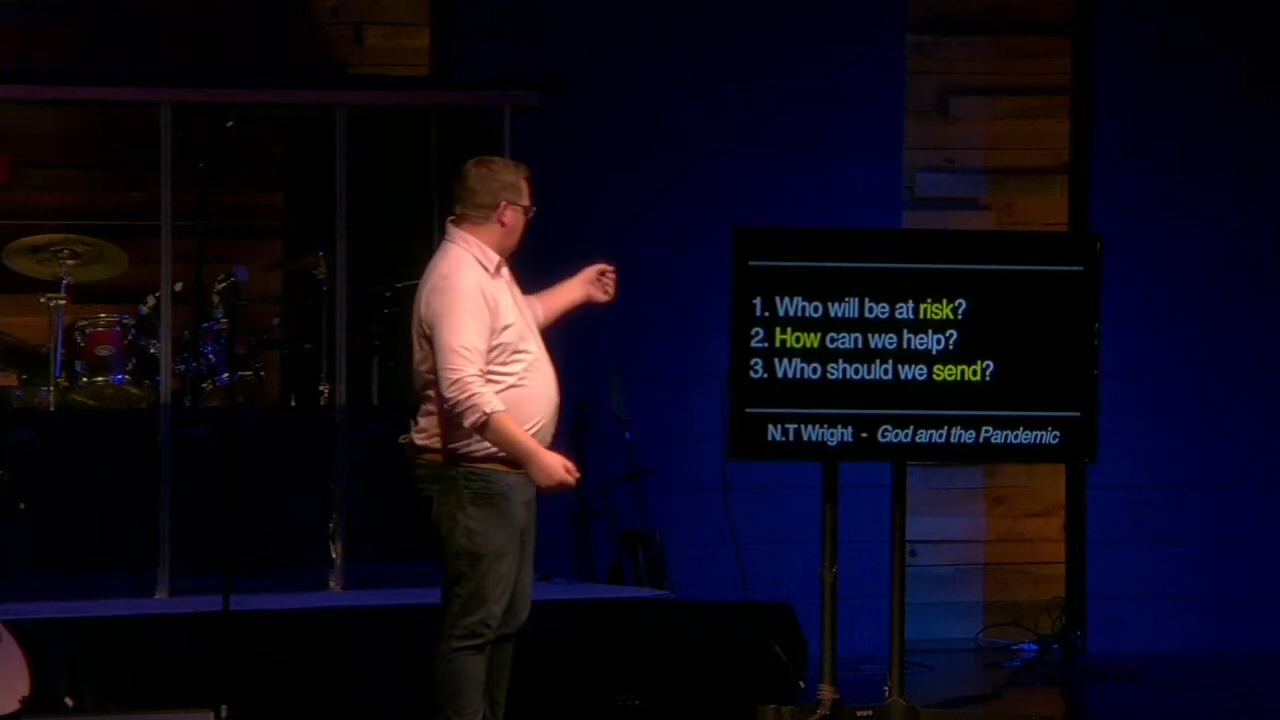 1. Who will be at risk?
2. How can we help?
3. Who should we send?
N.T Wright - God and the Pandemic